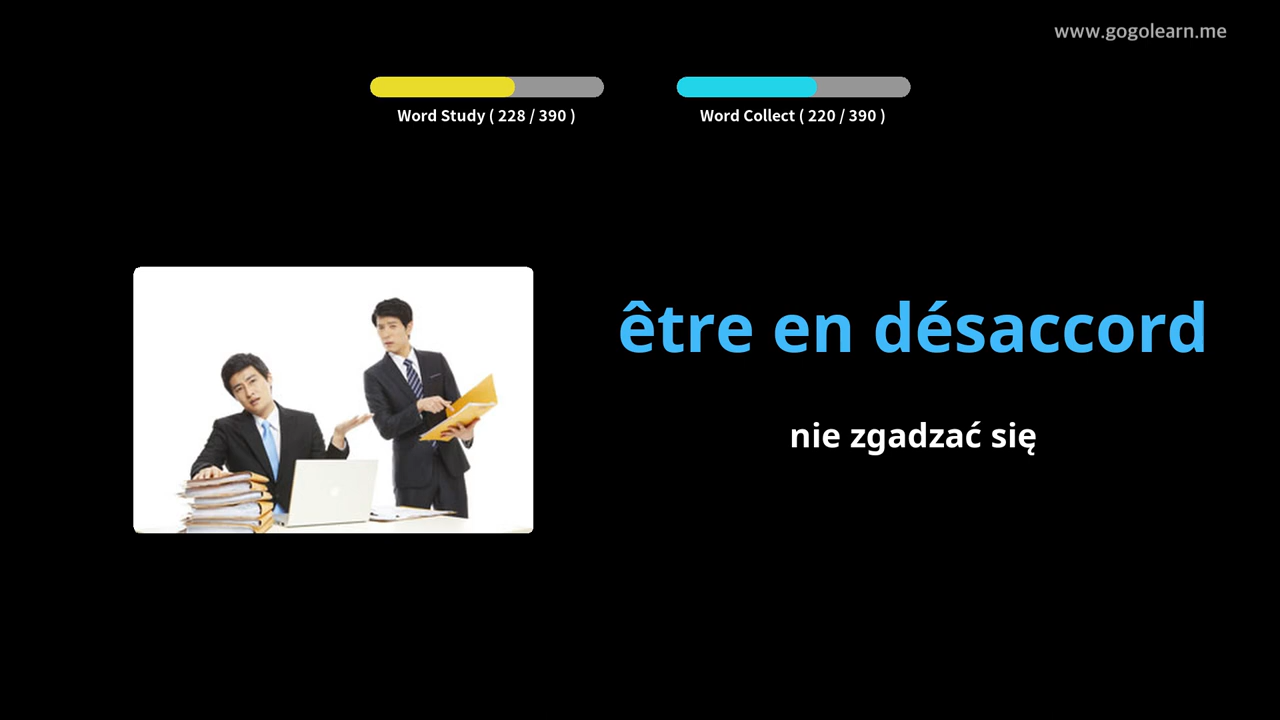 www.gogolearn.me
Word Study ( 228 / 390 )
Word Collect ( 220 / 390 )
être en désaccord
nie zgadzać się